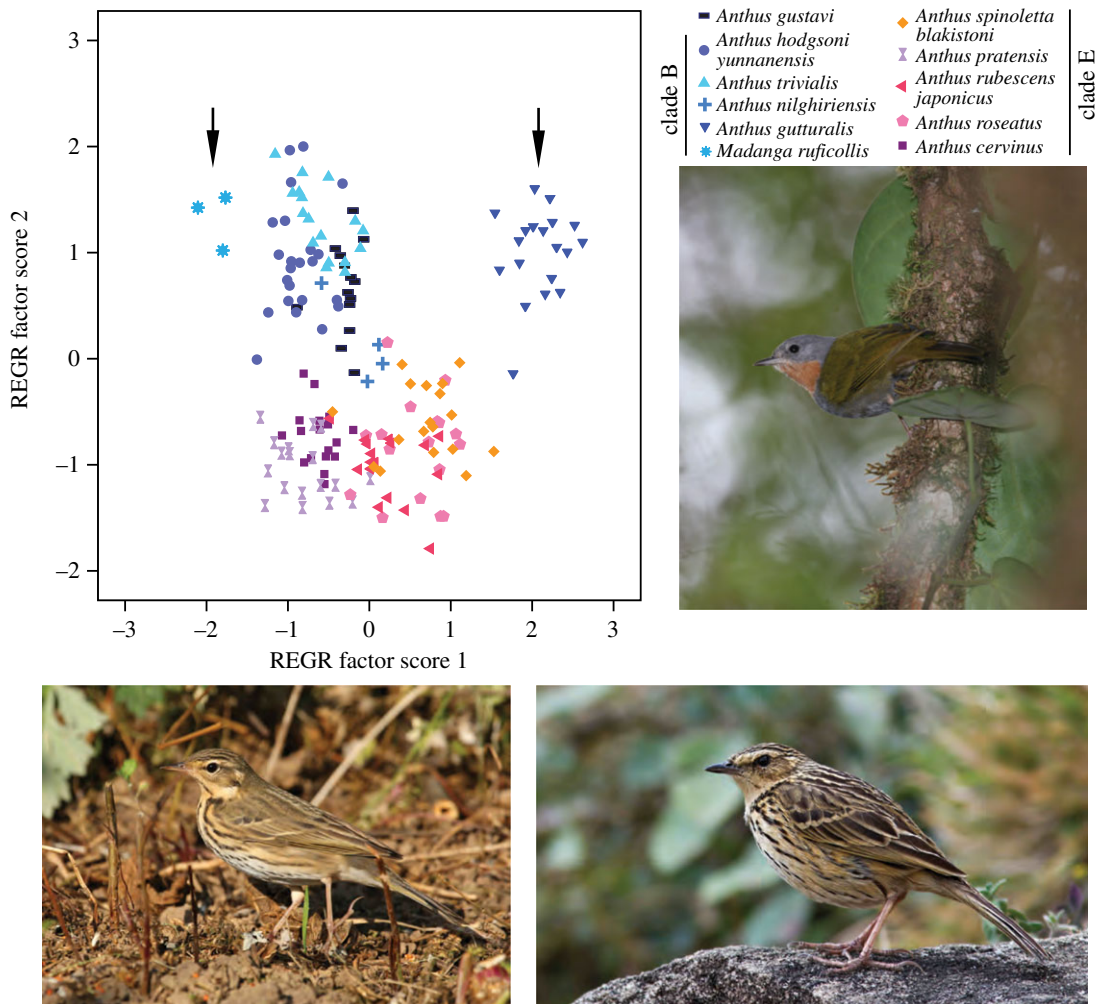 3
2
1
0
–1
–2
REGR factor score 2
–3
–2
–1
0
1
2
3
REGR factor score 1
clade B
Anthus gustavi
Anthus hodgsoni
yunnanensis
Anthus trivialis
Anthus nilghiriensis
Anthus gutturalis
Madanga ruficollis
Anthus spinoletta
blakistoni
Anthus pratensis
Anthus rubescens
japonicus
Anthus roseatus
Anthus cervinus
clade E